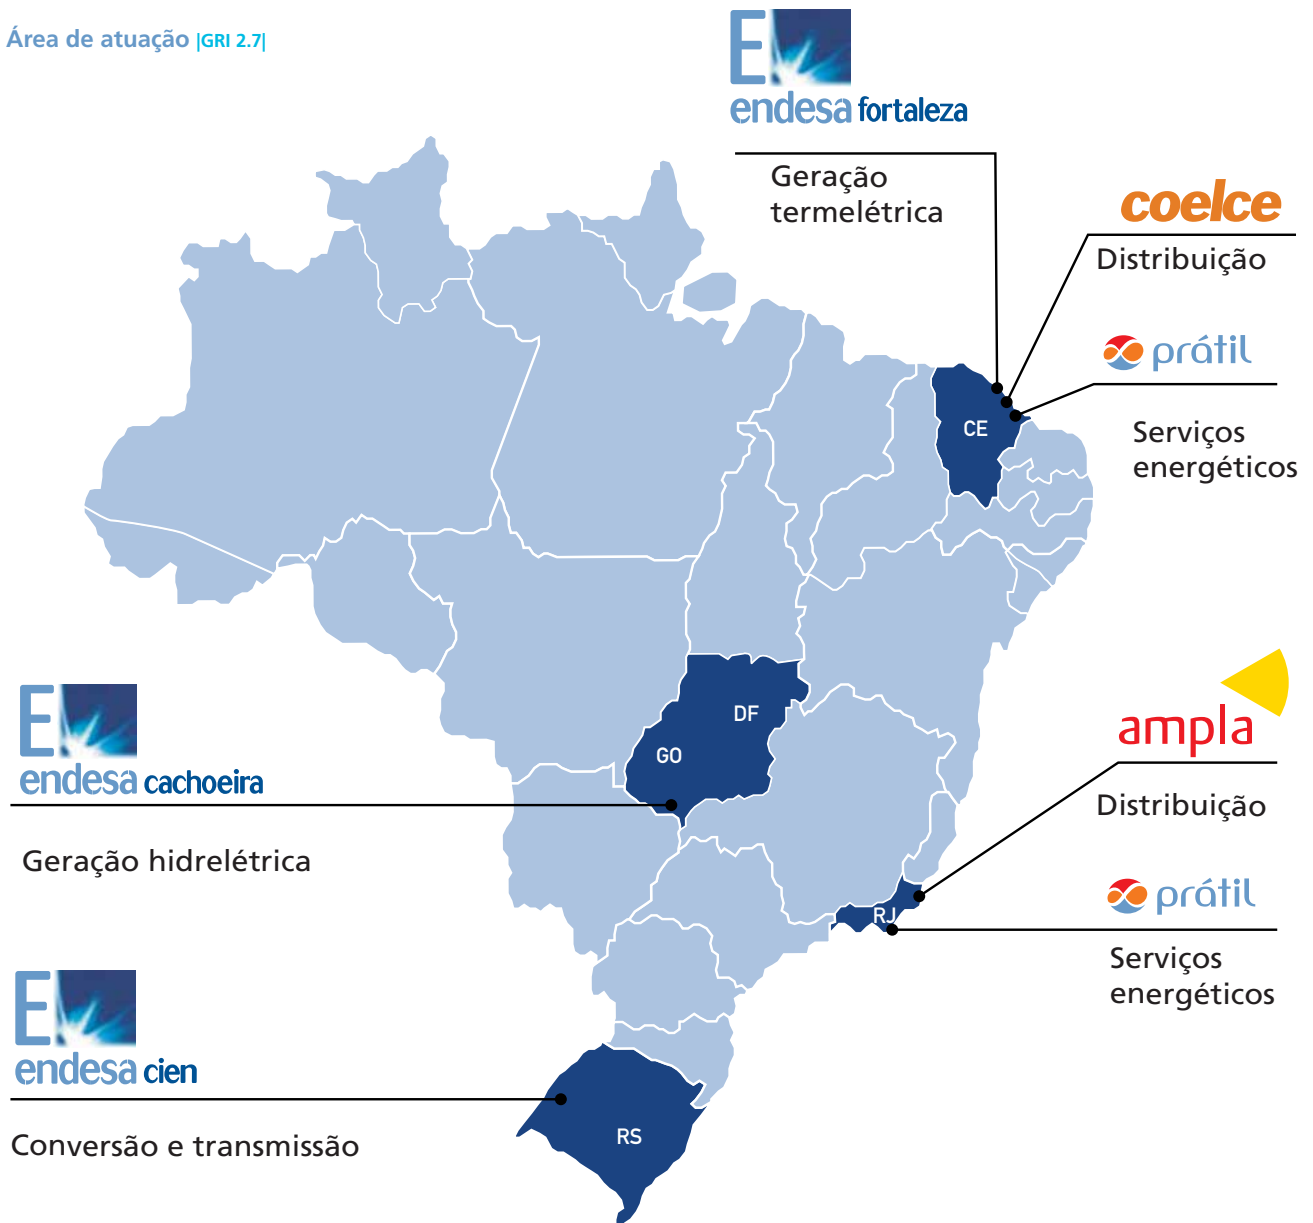 Área de atuação |GRI 2.7|
E
endesa fortaleza
Geração
termelétrica
coelce
Distribuição
prátil
Serviços
energéticos
CE
DF
GO
E
endesa cachoeira
Geração hidrelétrica
ampla
Distribuição
RJ
prátil
Serviços
energéticos
E
endesa cien
Conversão e transmissão
RS